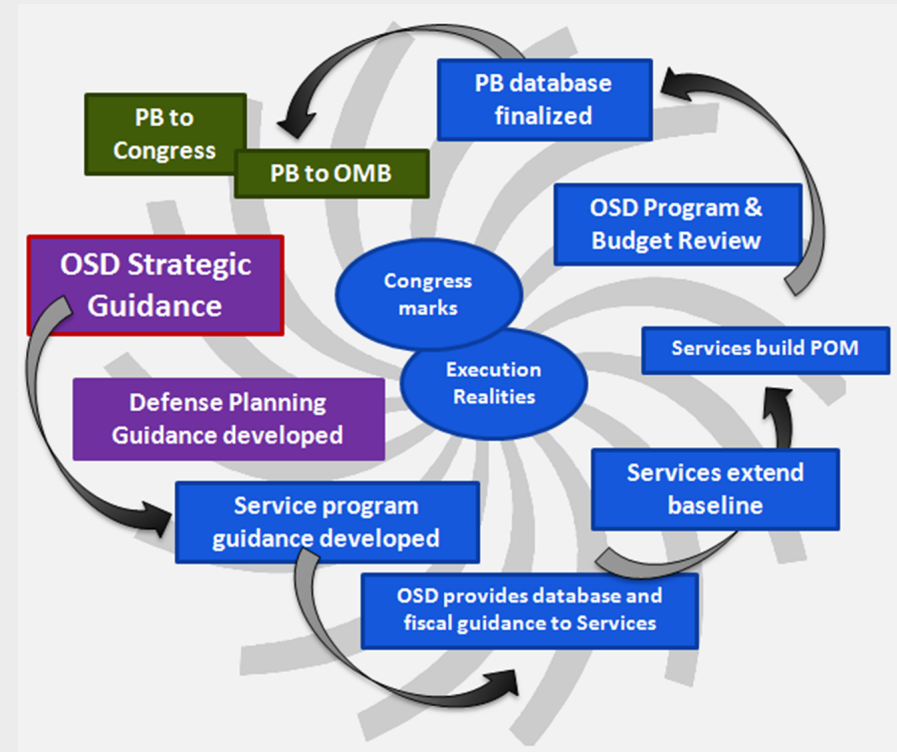 PB database
finalized
PB to
Congress
PB to OMB
OSD Program &
Budget Review
OSD Strategic
Guidance
Congress
marks
Services build POM
Execution
Realities
Defense Planning
Guidance developed
Services extend
baseline
Service program
guidance developed
OSD provides database and
fiscal guidance to Services